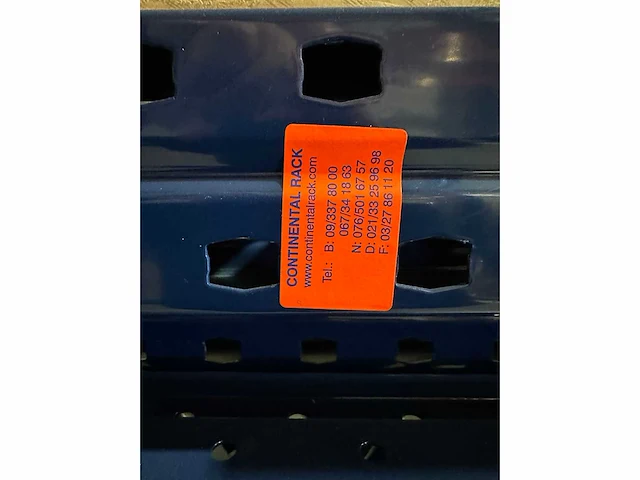 CONTINENTAL RACK
www.continentalrack.com
Tel.: B: 09/337 80 00
067/34 18 63
N: 076/501 67 57
D: 021/33 25 96 98
F: 03/27 86 11 20